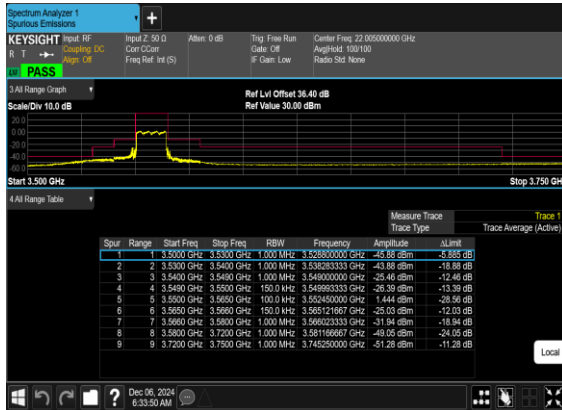 Spectrum Analyzer 1
Spurious Emissions
+
KEYSIGHT Input: RF Input Z: 50 Ω Atten: 0 dB Trig: Free Run Center Freq: 22.005000000 GHz
R T Coupling: DC Corr CCorr Gate: Off Avg|Hold: 100/100
Align: Off Freq Ref: Int (S) IF Gain: Low Radio Std: None
PASS
3 All Range Graph Ref Lvl Offset 36.40 dB
Scale/Div 10.0 dB Ref Value 30.00 dBm
20.0
0.00
-20.0
-40.0
-60.0
Start 3.500 GHz Stop 3.750 GH
4 All Range Table
Measure Trace Trace 1
Trace Type Trace Average (Active)
Spur Range Start Freq Stop Freq RBW Frequency Amplitude ΔLimit
1 1 3.5000 GHz 3.5300 GHz 1.000 MHz 3.528800000 GHz -45.88 dBm -5.885 dB
2 2 3.5300 GHz 3.5400 GHz 1.000 MHz 3.538283333 GHz -43.88 dBm -18.88 dB
3 3 3.5400 GHz 3.5490 GHz 1.000 MHz 3.549000000 GHz -25.46 dBm -12.46 dB
4 4 3.5490 GHz 3.5500 GHz 150.0 kHz 3.549993333 GHz -26.39 dBm -13.39 dB
5 5 3.5500 GHz 3.5650 GHz 100.0 kHz 3.552450000 GHz 1.444 dBm -28.56 dB
6 6 3.5650 GHz 3.5660 GHz 150.0 kHz 3.565121667 GHz -25.03 dBm -12.03 dB
7 7 3.5660 GHz 3.5800 GHz 1.000 MHz 3.566023333 GHz -31.94 dBm -18.94 dB
8 8 3.5800 GHz 3.7200 GHz 1.000 MHz 3.581166667 GHz -49.05 dBm -24.05 dB
9 9 3.7200 GHz 3.7500 GHz 1.000 MHz 3.745250000 GHz -51.28 dBm -11.28 dB
Local
? Dec 06, 2024
6:33:50 AM